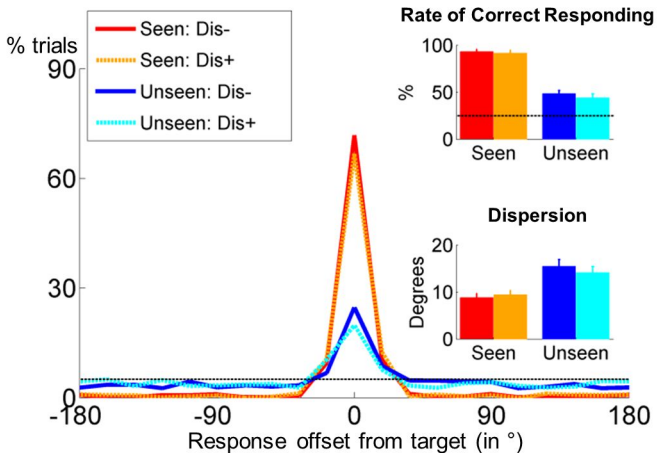 % trials
90
60
30
0
-180
-90
0
90
180
Response offset from target (in °)
Seen: Dis-
Seen: Dis+
Unseen: Dis-
Unseen: Dis+
Rate of Correct Responding
100
50
0
%
Seen
Unseen
Dispersion
20
10
0
Degrees
Seen
Unseen